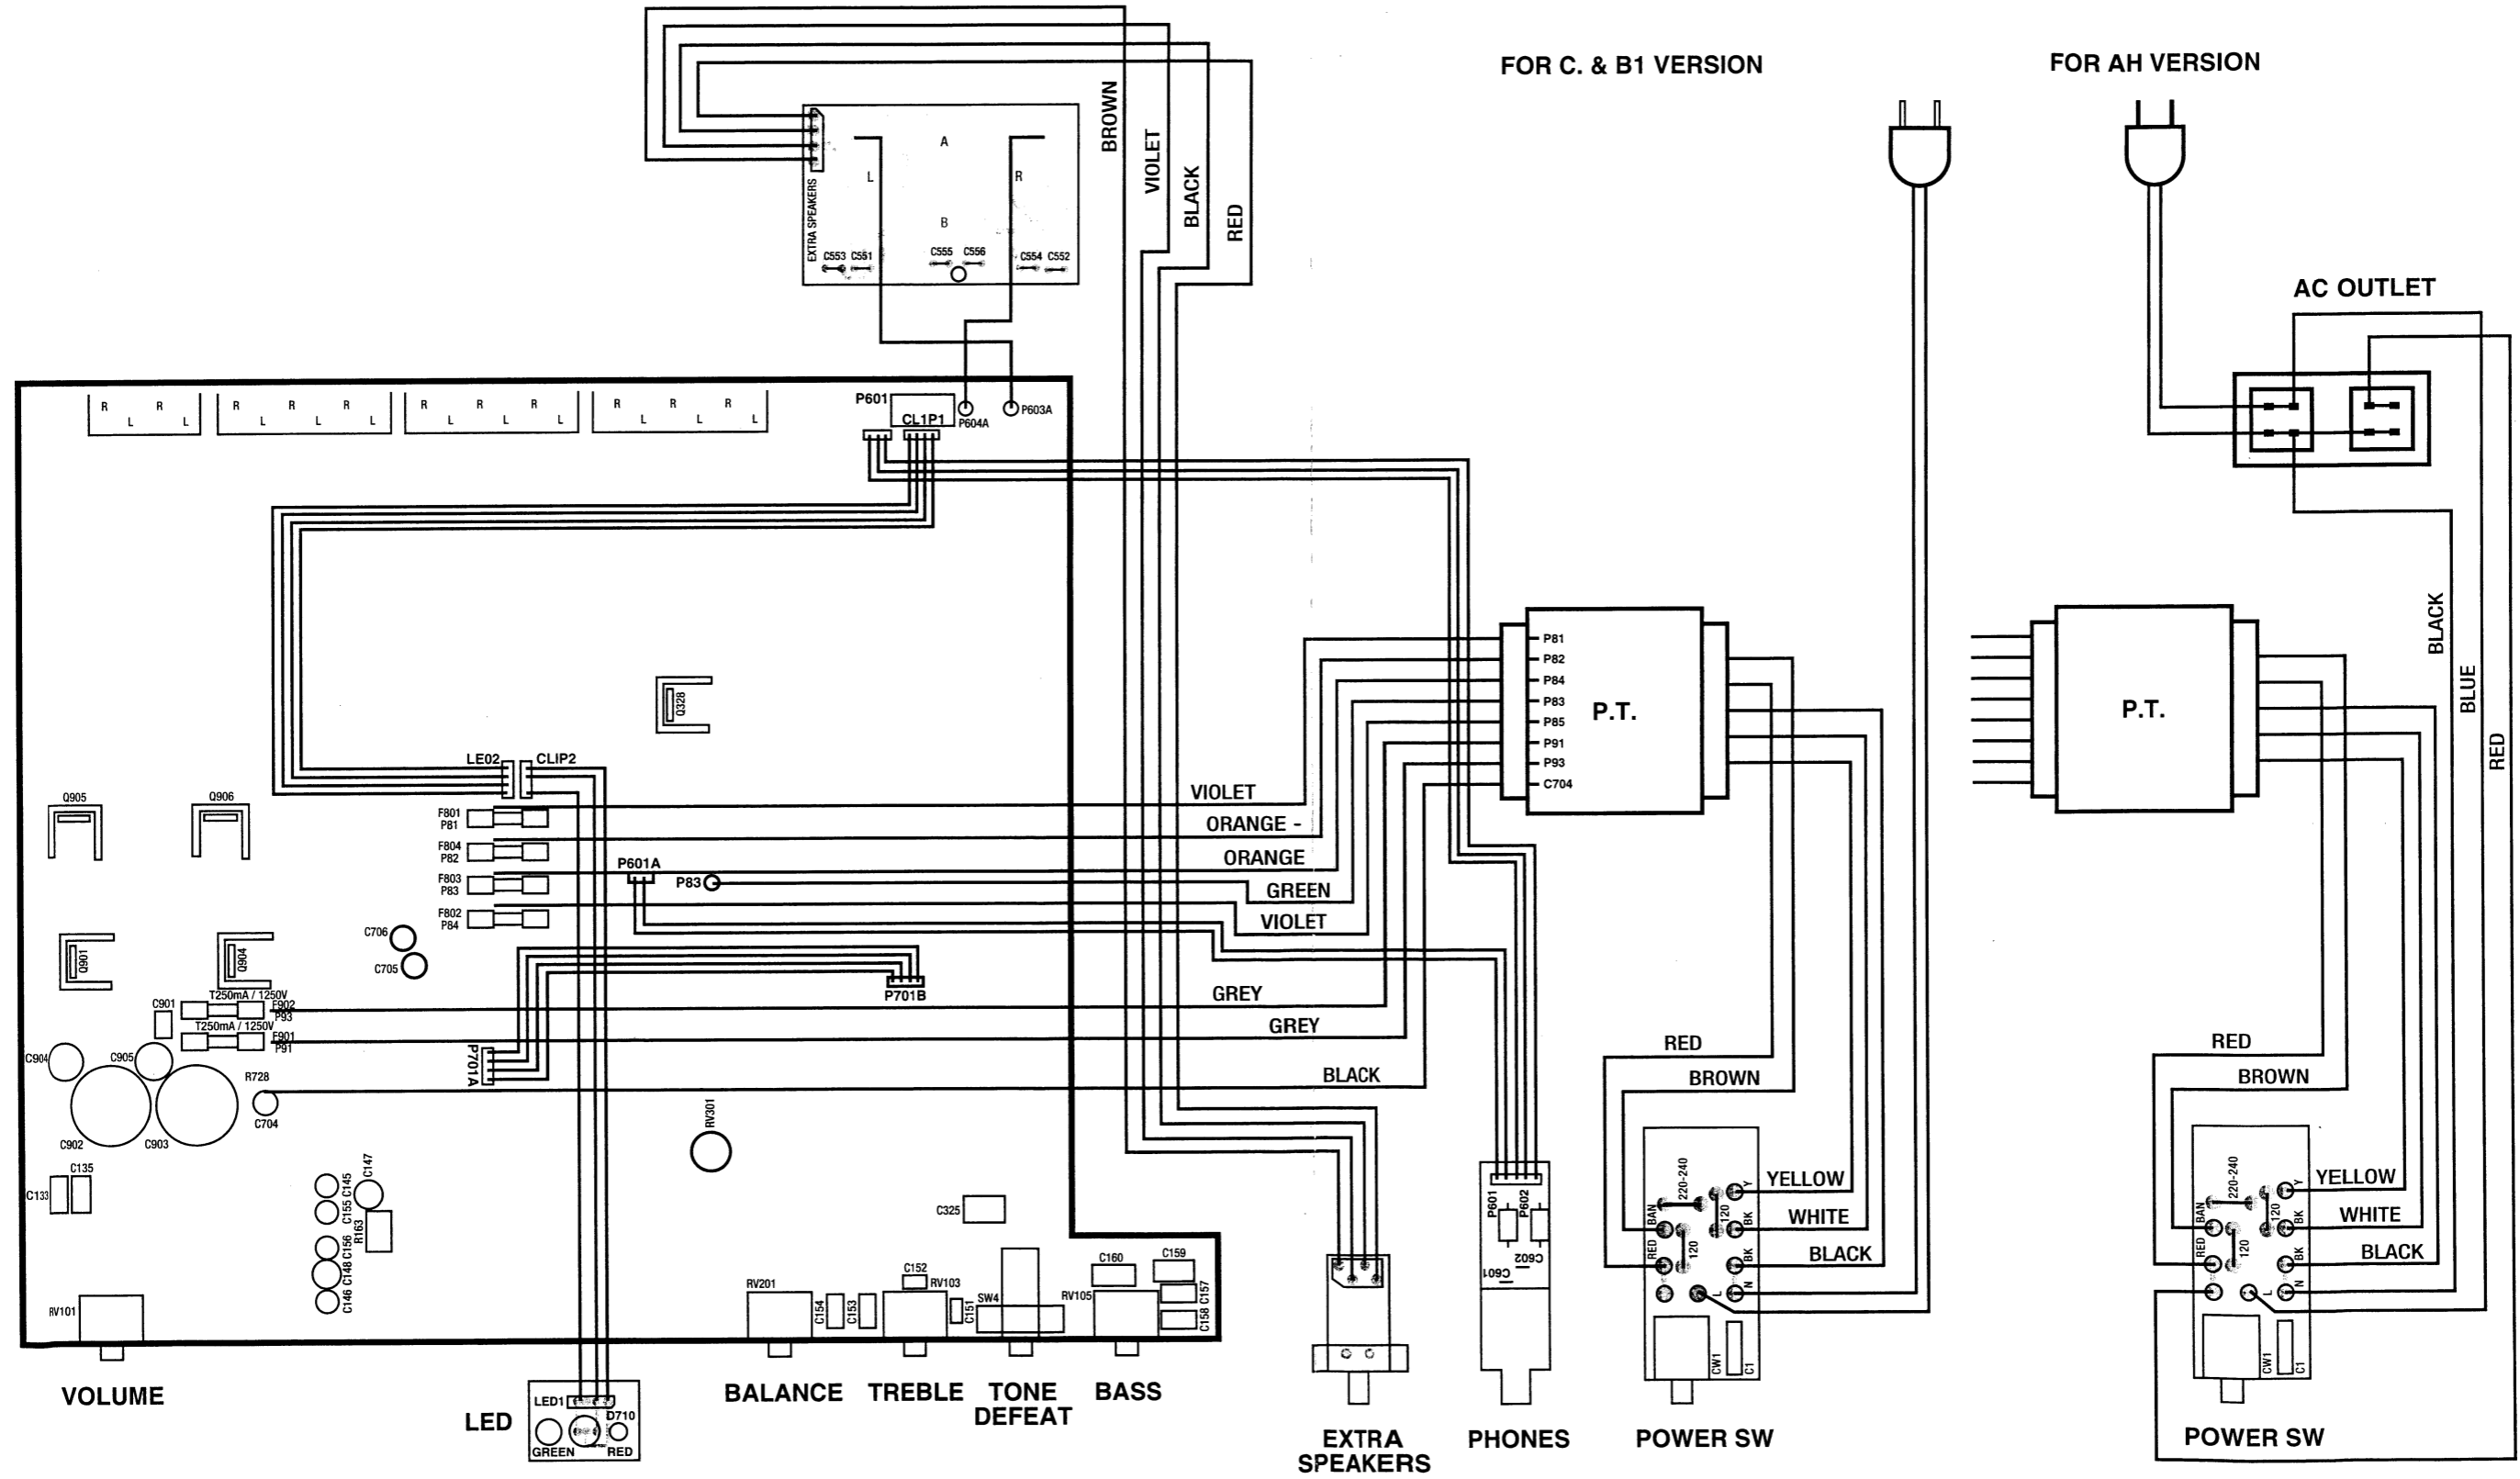 FOR C. & B1 VERSION
FOR AH VERSION
BROWN
VIOLET
BLACK
RED
EXTRA SPEAKERS
A
L
R
B
C553 C551
C555 C556
C554 C552
AC OUTLET
R R
L L
R R R
L L L
R R R
L L L
R R R
L L L
P601
CL1P1
P604A
P603A
BLACK
BLUE
RED
P81
P82
P84
P83
P85
P91
P93
C704
P.T.
P.T.
Q328
LE02
CLIP2
Q905
Q906
F801
P81
F804
P82
F803
P83
F802
P84
P601A
P83
VIOLET
ORANGE -
ORANGE
GREEN
VIOLET
GREY
GREY
BLACK
C706
C705
Q901
Q904
T250mA / 1250V
F902
P93
T250mA / 1250V
F901
P91
C901
C904
C905
C902
C903
R728
C704
P701B
P701A
RV301
C135
C133
C147
C145
C155
R163
C156
C148
C146
C325
RV101
RV201
C154
C153
C152
RV103
C151
SW4
RV105
C160
C159
C157
C158
VOLUME
BALANCE
TREBLE
TONE
DEFEAT
BASS
LED
LED1
D710
GREEN
RED
EXTRA
SPEAKERS
P601
P602
C601
C602
PHONES
RED
BROWN
YELLOW
WHITE
BLACK
220-240
BAN
RED
120
120
Y
BK
BK
N
L
CW1
C1
POWER SW
RED
BROWN
YELLOW
WHITE
BLACK
220-240
BAN
RED
120
120
Y
BK
BK
N
L
CW1
C1
POWER SW